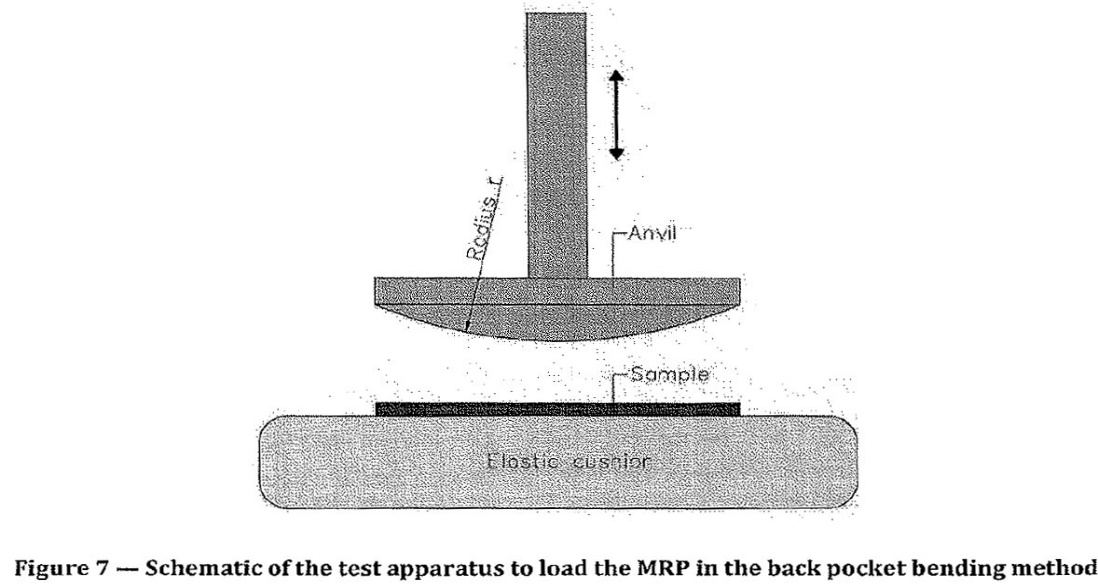 Radius r
Anvil
Sample
Elastic cushion
Figure 7 — Schematic of the test apparatus to load the MRP in the back pocket bending method